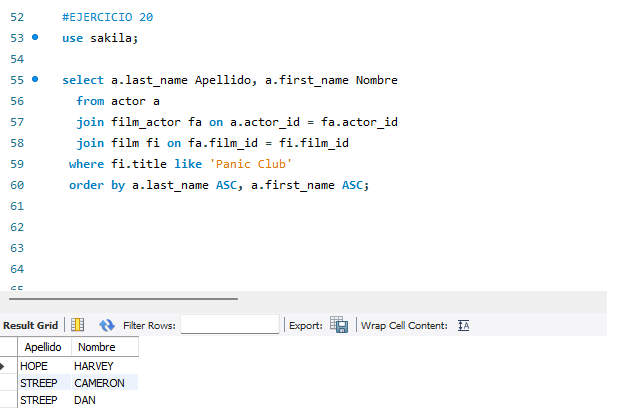 52 #EJERCICIO 20
53 use sakila;
54
55 select a.last_name Apellido, a.first_name Nombre
56 from actor a
57 join film_actor fa on a.actor_id = fa.actor_id
58 join film fi on fa.film_id = fi.film_id
59 where fi.title like 'Panic Club'
60 order by a.last_name ASC, a.first_name ASC;
61
62
63
64
65
Result Grid Filter Rows: Export: Wrap Cell Content:
Apellido Nombre
HOPE HARVEY
STREEP CAMERON
STREEP DAN